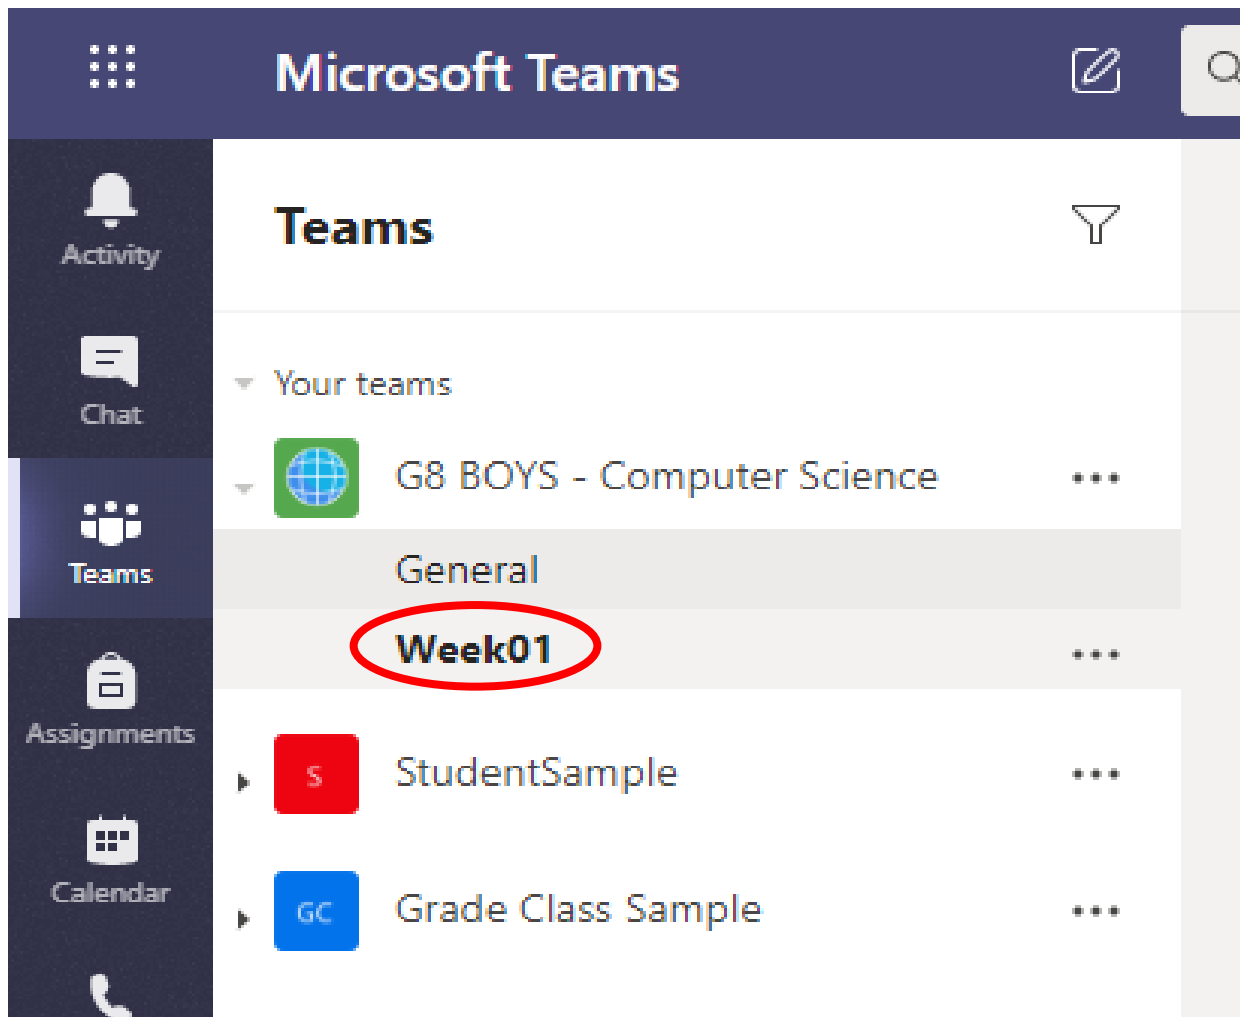 Microsoft Teams
Activity
Chat
Teams
Assignments
Calendar
Teams
Your teams
G8 BOYS - Computer Science
General
Week01
S
StudentSample
GC
Grade Class Sample